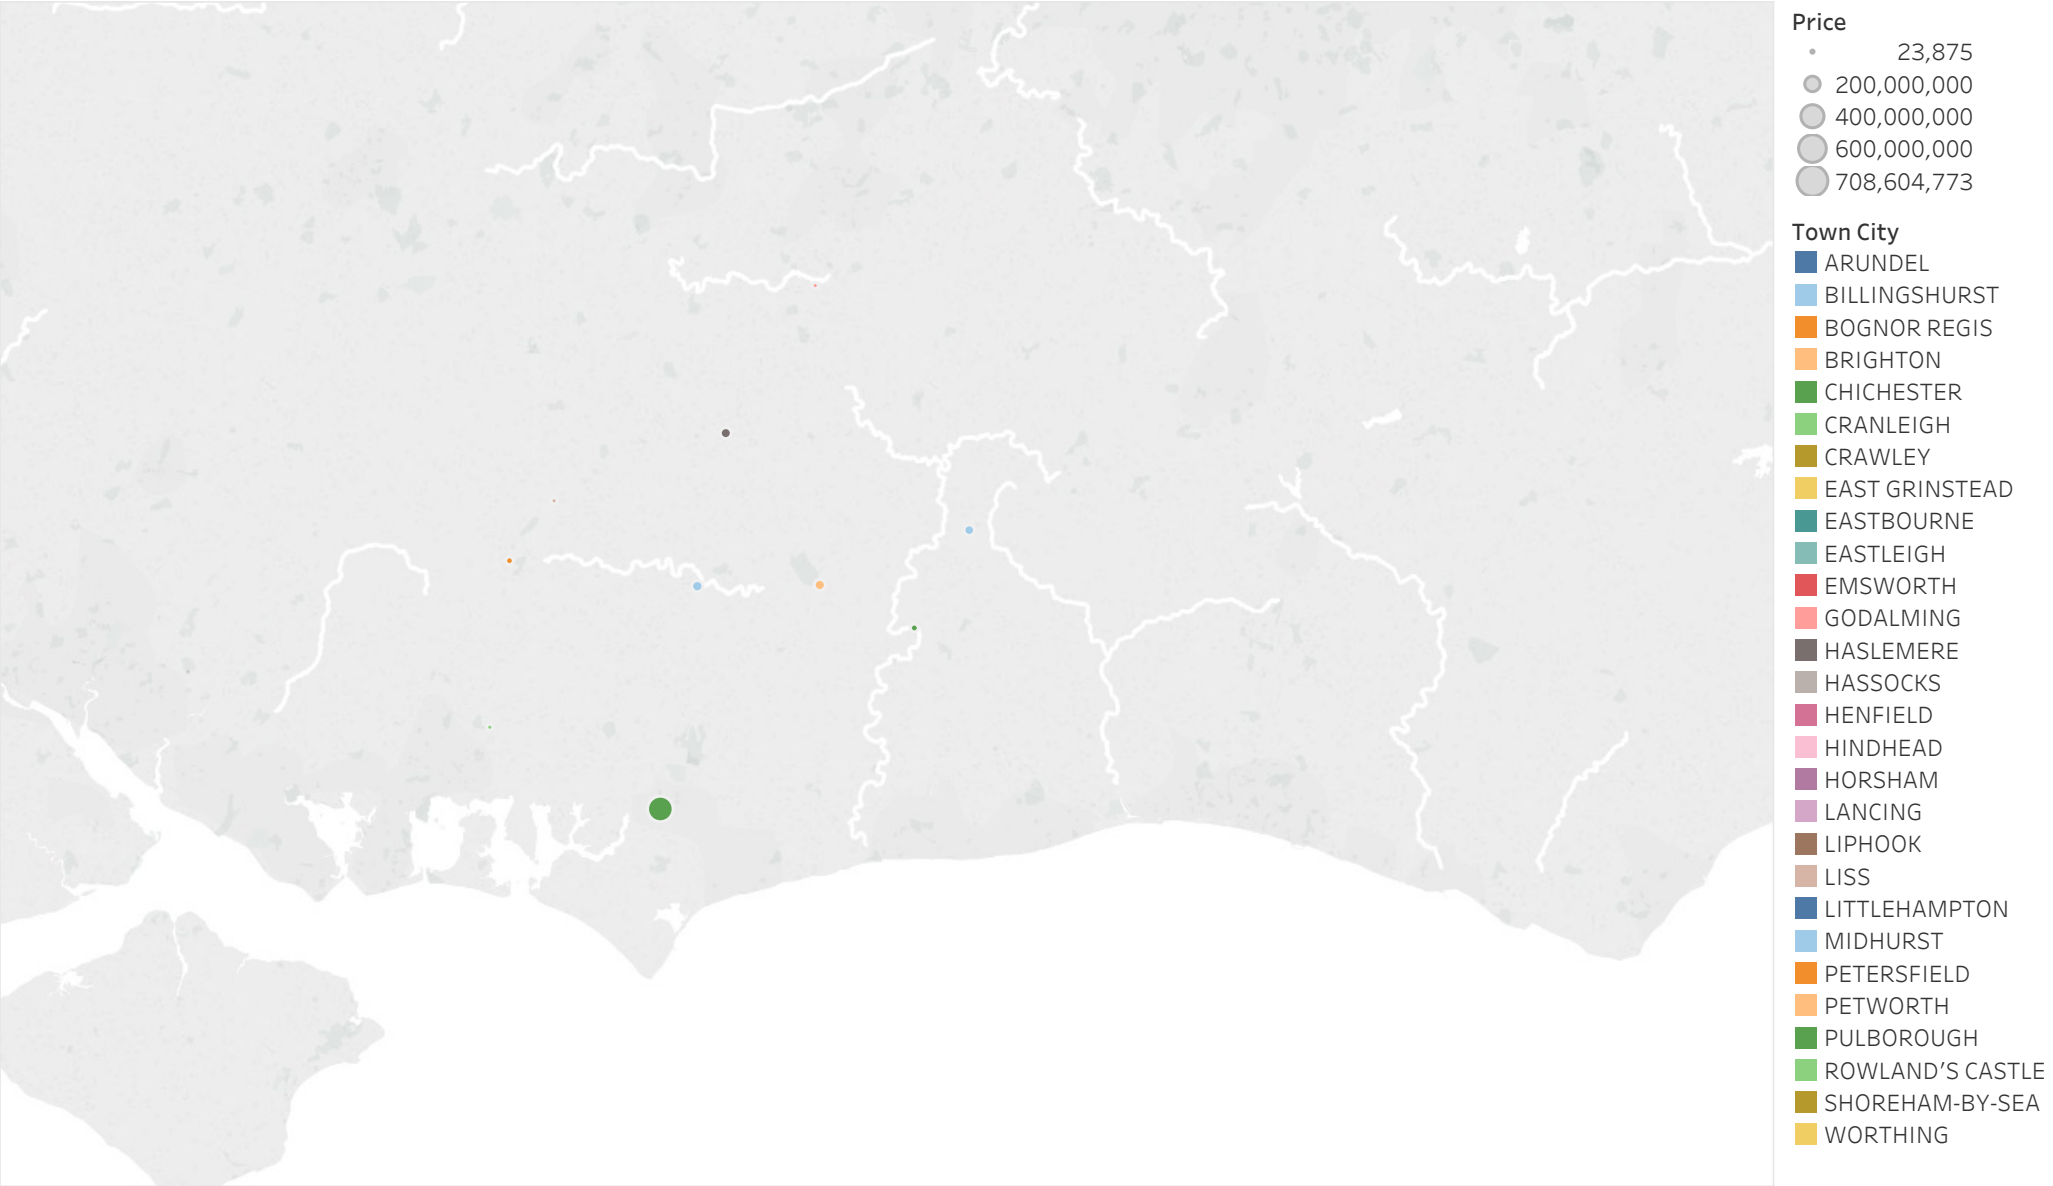 Price
23,875
200,000,000
400,000,000
600,000,000
708,604,773
Town City
ARUNDEL
BILLINGSHURST
BOGNOR REGIS
BRIGHTON
CHICHESTER
CRANLEIGH
CRAWLEY
EAST GRINSTEAD
EASTBOURNE
EASTLEIGH
EMSWORTH
GODALMING
HASLEMERE
HASSOCKS
HENFIELD
HINDHEAD
HORSHAM
LANCING
LIPHOOK
LISS
LITTLEHAMPTON
MIDHURST
PETERSFIELD
PETWORTH
PULBOROUGH
ROWLAND'S CASTLE
SHOREHAM-BY-SEA
WORTHING